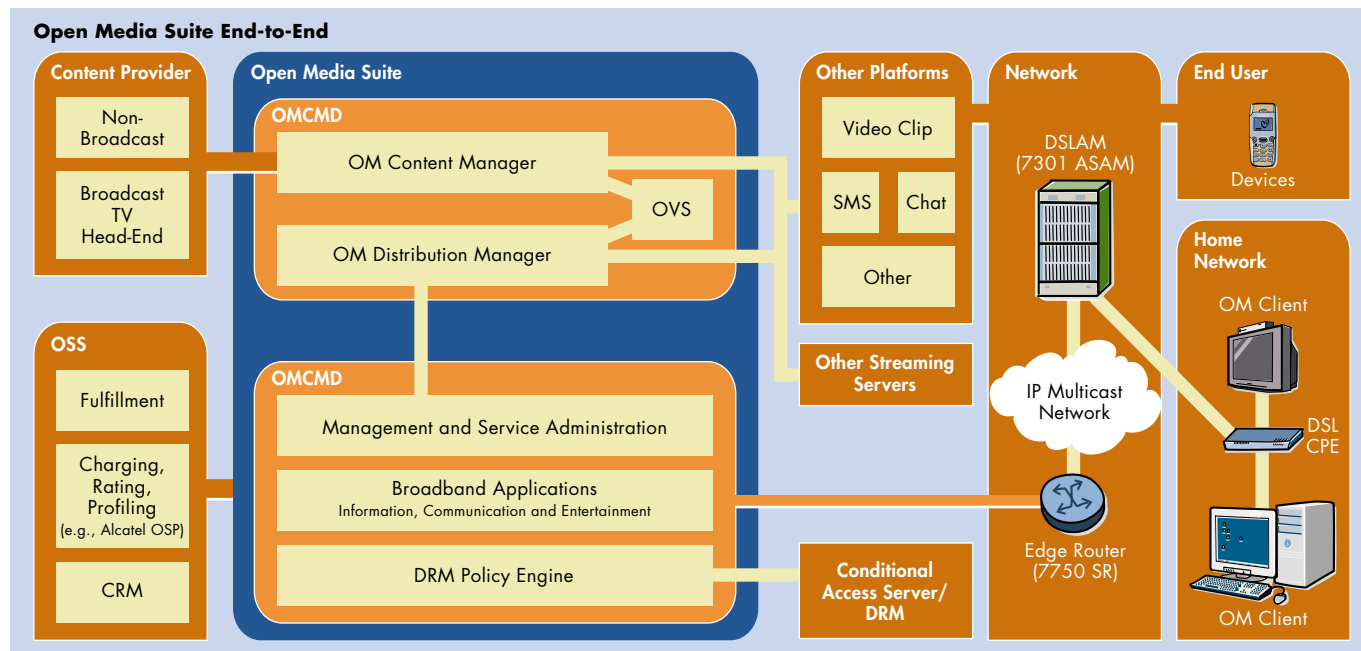 Open Media Suite End-to-End
Content Provider
Non-
Broadcast
Broadcast
TV
Head-End
OSS
Fulfillment
Charging,
Rating,
Profiling
(e.g., Alcatel OSP)
CRM
Open Media Suite
OMCMD
OM Content Manager
OVS
OM Distribution Manager
OMCMD
Management and Service Administration
Broadband Applications
Information, Communication and Entertainment
DRM Policy Engine
Other Platforms
Video Clip
SMS
Chat
Other
Other Streaming
Servers
Conditional
Access Server/
DRM
Network
DSLAM
(7301 ASAM)
IP Multicast
Network
Edge Router
(7750 SR)
End User
Devices
Home
Network
OM Client
DSL
CPE
OM Client